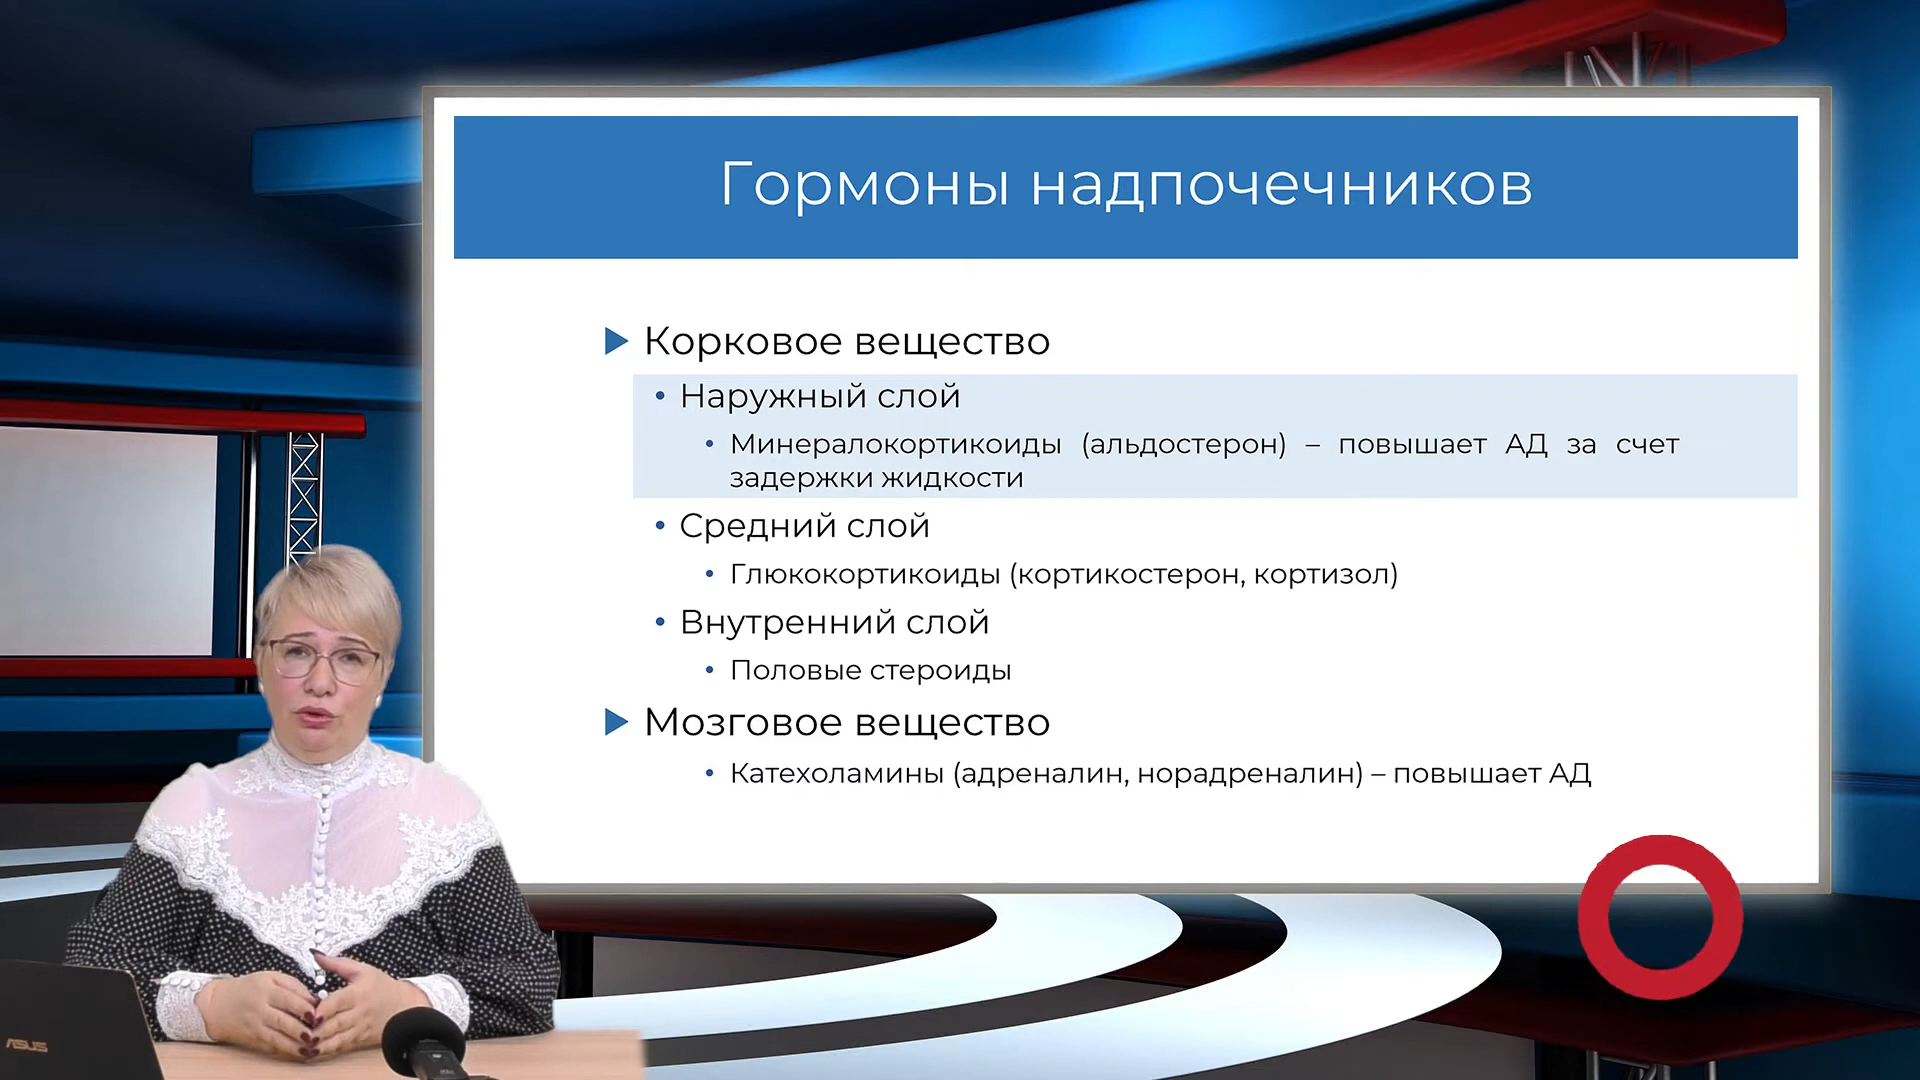 Гормоны надпочечников
Корковое вещество
• Наружный слой
• Минералокортикоиды (альдостерон) – повышает АД за счет
задержки жидкости
• Средний слой
• Глюкокортикоиды (кортикостерон, кортизол)
• Внутренний слой
• Половые стероиды
Мозговое вещество
• Катехоламины (адреналин, норадреналин) – повышает АД
ASUS